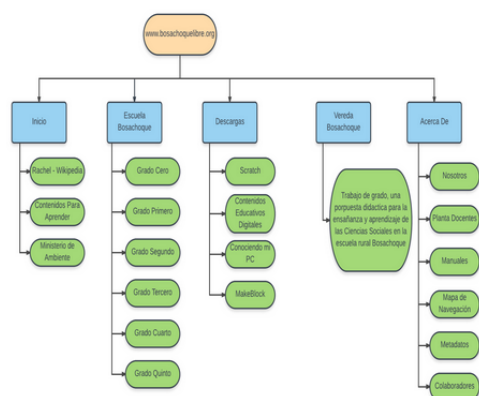 www.bosachoquelibre.org
Inicio
Escuela
Bosachoque
Descargas
Vereda
Bosachoque
Acerca De
Rachel - Wikipedia
Contenidos Para
Aprender
Ministerio de
Ambiente
Grado Cero
Grado Primero
Grado Segundo
Grado Tercero
Grado Cuarto
Grado Quinto
Scratch
Contenidos
Educativos
Digitales
Conociendo mi
PC
MakeBlock
Trabajo de grado, una
porpuesta didactica para la
ensañanza y aprendizaje de
las Ciencias Sociales en la
escuela rural Bosachoque
Nosotros
Planta Docentes
Manuales
Mapa de
Navegación
Metadatos
Colaboradores